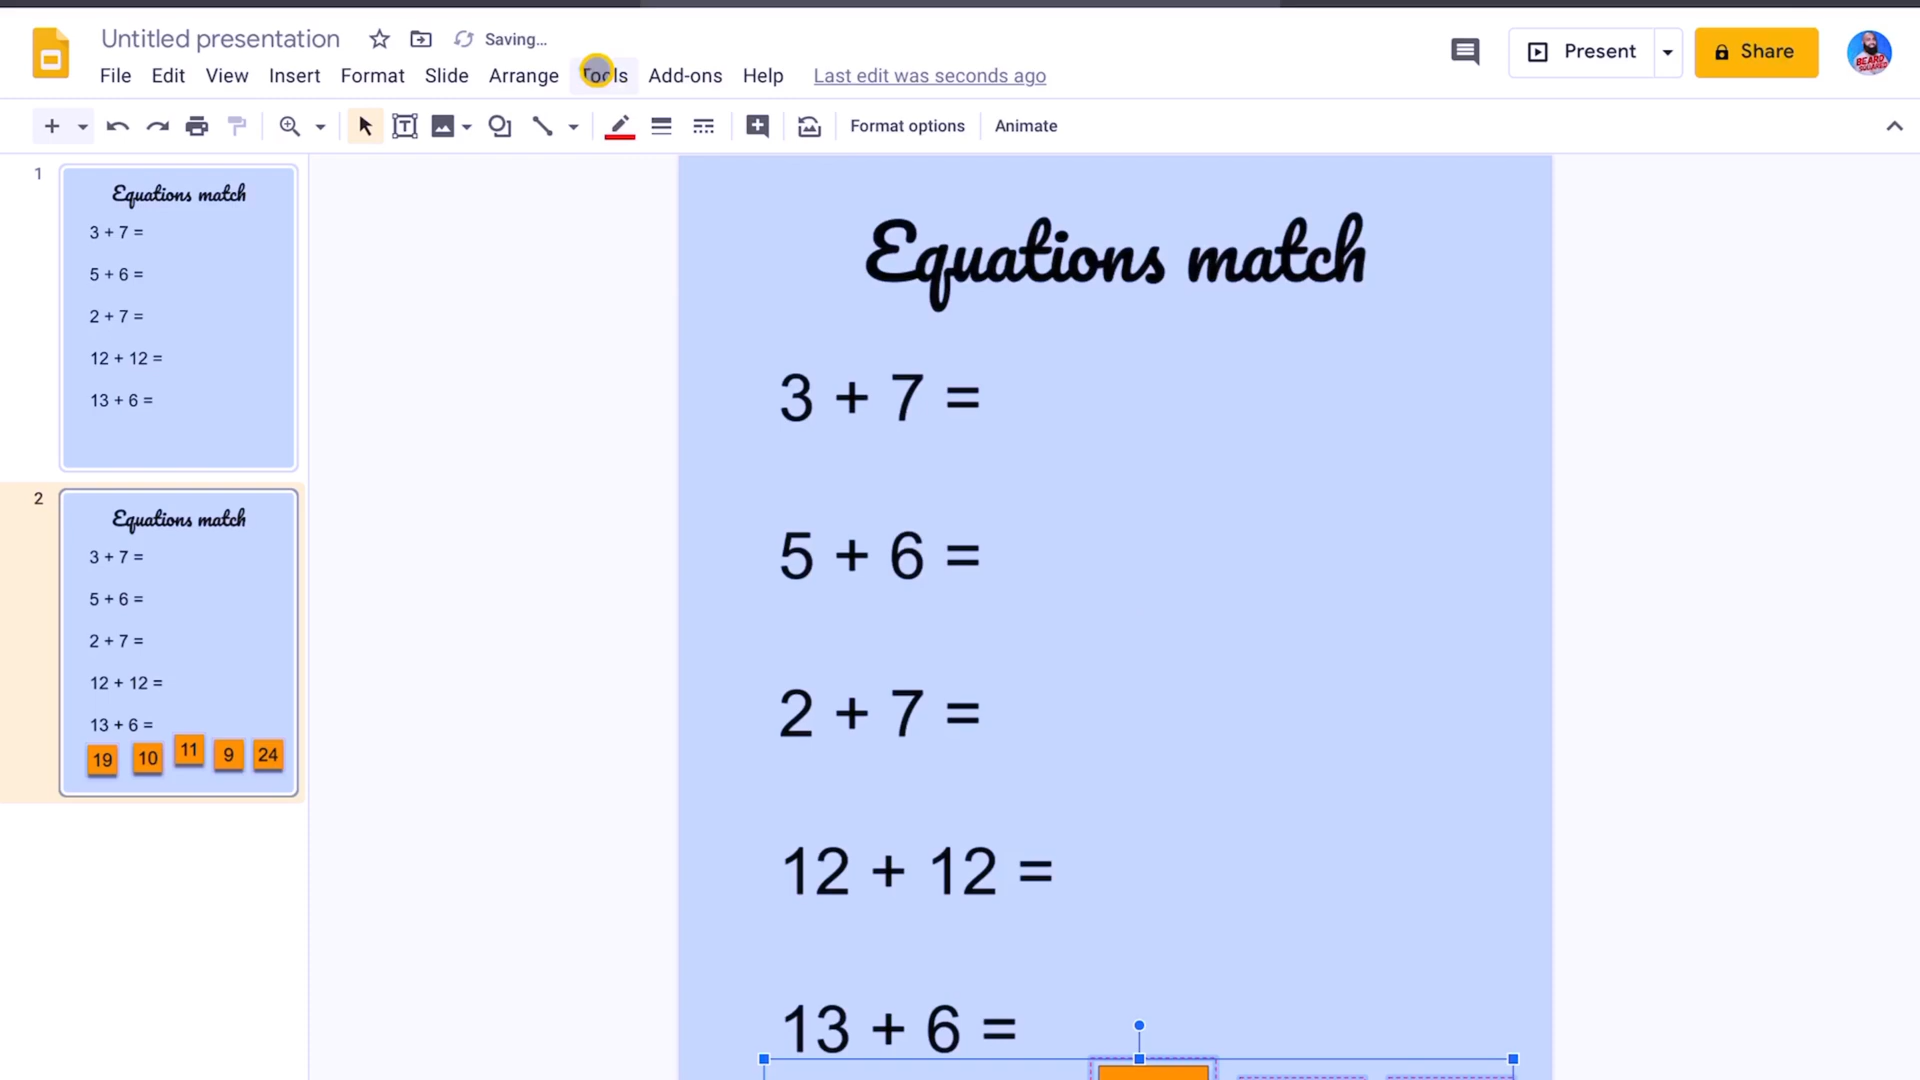 Untitled presentation
Saving...
File Edit View Insert Format Slide Arrange Tools Add-ons Help Last edit was seconds ago
Present
Share
Format options
Animate
1
Equations match
3 + 7 =
5 + 6 =
2 + 7 =
12 + 12 =
13 + 6 =
2
Equations match
3 + 7 =
5 + 6 =
2 + 7 =
12 + 12 =
13 + 6 =
19 10 11 9 24
Equations match
3 + 7 =
5 + 6 =
2 + 7 =
12 + 12 =
13 + 6 =